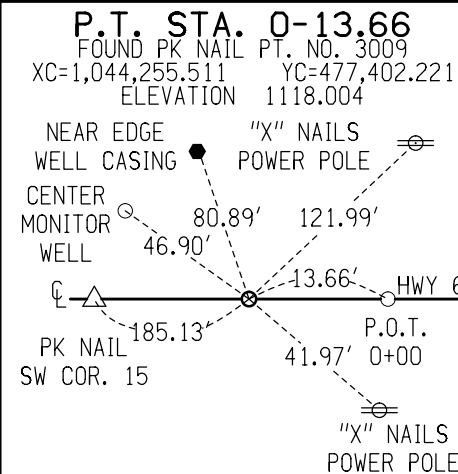 P.T. STA. 0-13.66
FOUND PK NAIL PT. NO. 3009
XC=1,044,255.511 YC=477,402.221
ELEVATION 1118.004
NEAR EDGE
WELL CASING
"X" NAILS
POWER POLE
CENTER
MONITOR
WELL
80.89'
121.99'
46.90'
13.66'
HWY 6
℄
185.13'
P.O.T.
0+00
PK NAIL
SW COR. 15
41.97'
"X" NAILS
POWER POLE